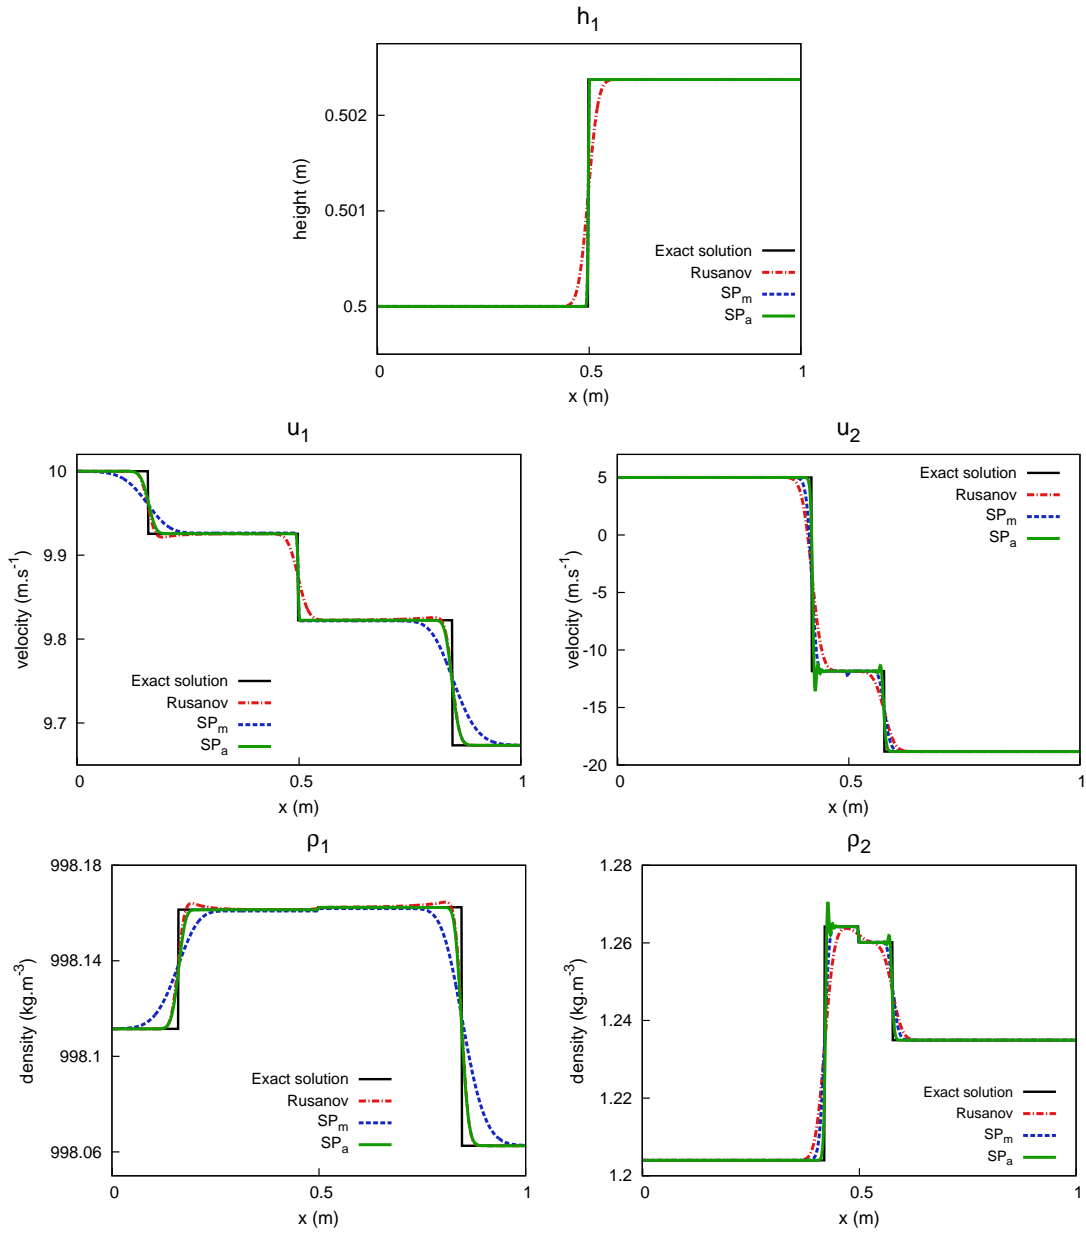 h1
height (m)
0.502
0.501
0.5
Exact solution
Rusanov
SPm
SPa
0
0.5
1
x (m)
u1
velocity (m.s-1)
10
9.9
9.8
9.7
Exact solution
Rusanov
SPm
SPa
0
0.5
1
x (m)
u2
velocity (m.s-1)
5
0
-5
-10
-15
-20
Exact solution
Rusanov
SPm
SPa
0
0.5
1
x (m)
ρ1
density (kg.m-3)
998.18
998.14
998.1
998.06
Exact solution
Rusanov
SPm
SPa
0
0.5
1
x (m)
ρ2
density (kg.m-3)
1.28
1.26
1.24
1.22
1.2
Exact solution
Rusanov
SPm
SPa
0
0.5
1
x (m)